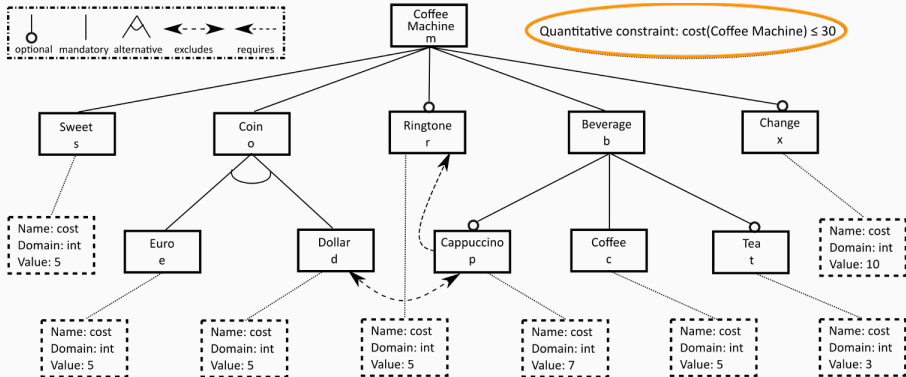 Coffee
Machine
m
optional mandatory alternative excludes requires
Quantitative constraint: cost(Coffee Machine) ≤ 30
Sweet
s
Coin
o
Ringtone
r
Beverage
b
Change
x
Name: cost
Domain: int
Value: 5
Euro
e
Dollar
d
Cappuccino
p
Coffee
c
Tea
t
Name: cost
Domain: int
Value: 10
Name: cost
Domain: int
Value: 5
Name: cost
Domain: int
Value: 5
Name: cost
Domain: int
Value: 5
Name: cost
Domain: int
Value: 7
Name: cost
Domain: int
Value: 5
Name: cost
Domain: int
Value: 3